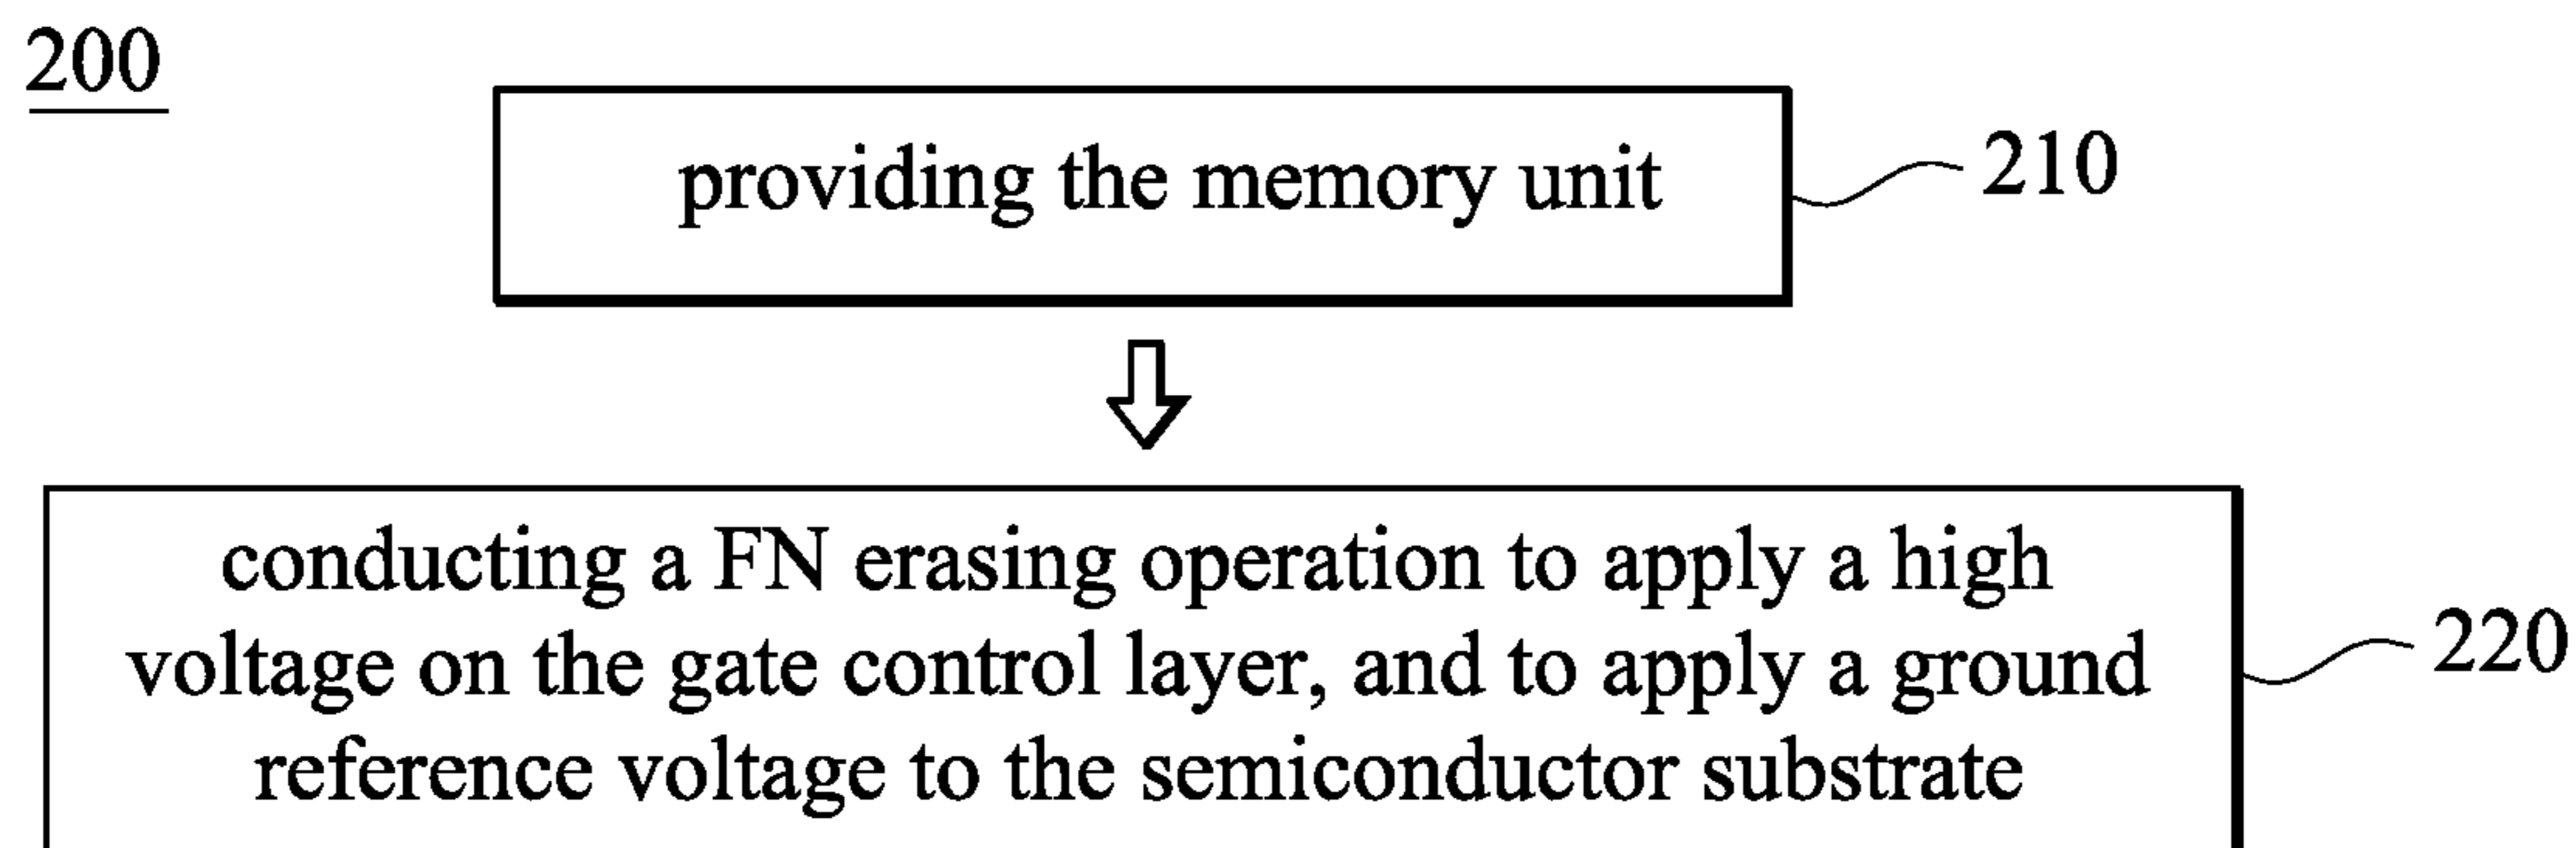 200
providing the memory unit
210
conducting a FN erasing operation to apply a high
voltage on the gate control layer, and to apply a ground
reference voltage to the semiconductor substrate
220